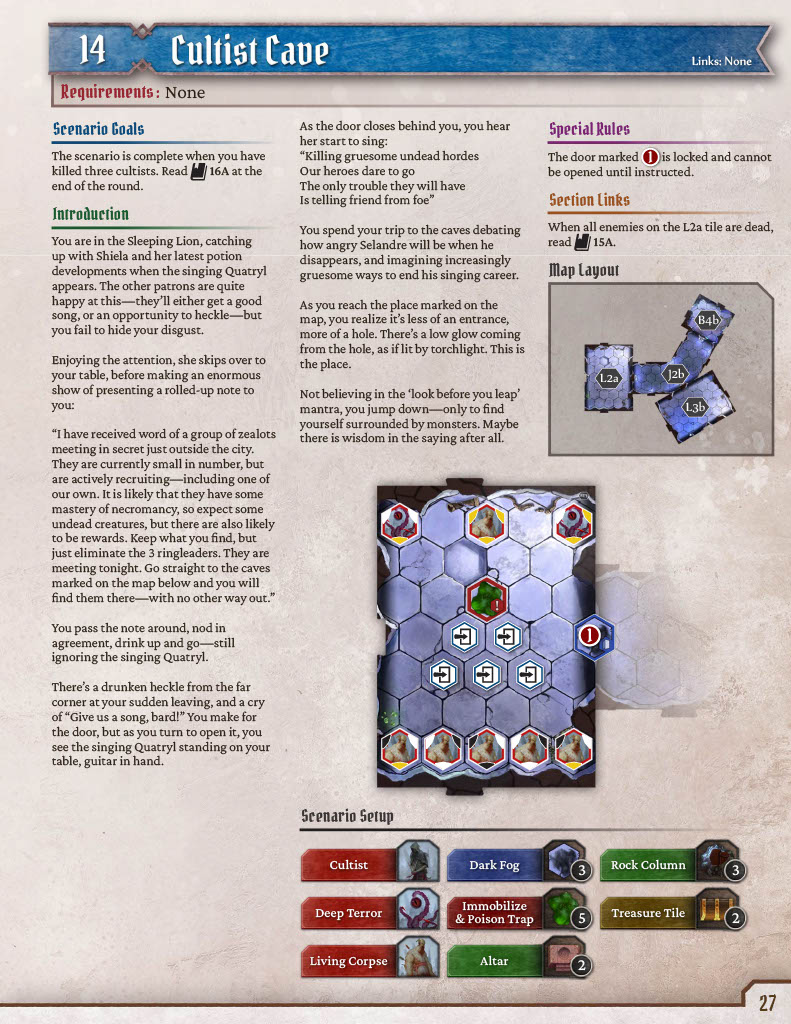 14
Cultist Cave
Links: None
Requirements: None
Scenario Goals
The scenario is complete when you have
killed three cultists. Read 16A at the
end of the round.
Introduction
You are in the Sleeping Lion, catching
up with Shiela and her latest potion
developments when the singing Quatryl
appears. The other patrons are quite
happy at this—they’ll either get a good
song, or an opportunity to heckle—but
you fail to hide your disgust.
Enjoying the attention, she skips over to
your table, before making an enormous
show of presenting a rolled-up note to
you:
“I have received word of a group of zealots
meeting in secret just outside the city.
They are currently small in number, but
are actively recruiting—including one of
our own. It is likely that they have some
mastery of necromancy, so expect some
undead creatures, but there are also likely
to be rewards. Keep what you find, but
just eliminate the 3 ringleaders. They are
meeting tonight. Go straight to the caves
marked on the map below and you will
find them there—with no other way out.”
You pass the note around, nod in
agreement, drink up and go—still
ignoring the singing Quatryl.
There’s a drunken heckle from the far
corner at your sudden leaving, and a cry
of “Give us a song, bard!” You make for
the door, but as you turn to open it, you
see the singing Quatryl standing on your
table, guitar in hand.
As the door closes behind you, you hear
her start to sing:
“Killing gruesome undead hordes
Our heroes dare to go
The only trouble they will have
Is telling friend from foe”
You spend your trip to the caves debating
how angry Selandre will be when he
disappears, and imagining increasingly
gruesome ways to end his singing career.
As you reach the place marked on the
map, you realize it’s less of an entrance,
more of a hole. There’s a low glow coming
from the hole, as if lit by torchlight. This is
the place.
Not believing in the ‘look before you leap’
mantra, you jump down—only to find
yourself surrounded by monsters. Maybe
there is wisdom in the saying after all.
Special Rules
The door marked 1 is locked and cannot
be opened until instructed.
Section Links
When all enemies on the L2a tile are dead,
read 15A.
Map Layout
B4b
L2a
J2b
L3b
!
1
Scenario Setup
Cultist
Dark Fog
3
Rock Column
3
Deep Terror
Immobilize
& Poison Trap
5
Treasure Tile
2
Living Corpse
Altar
2
27